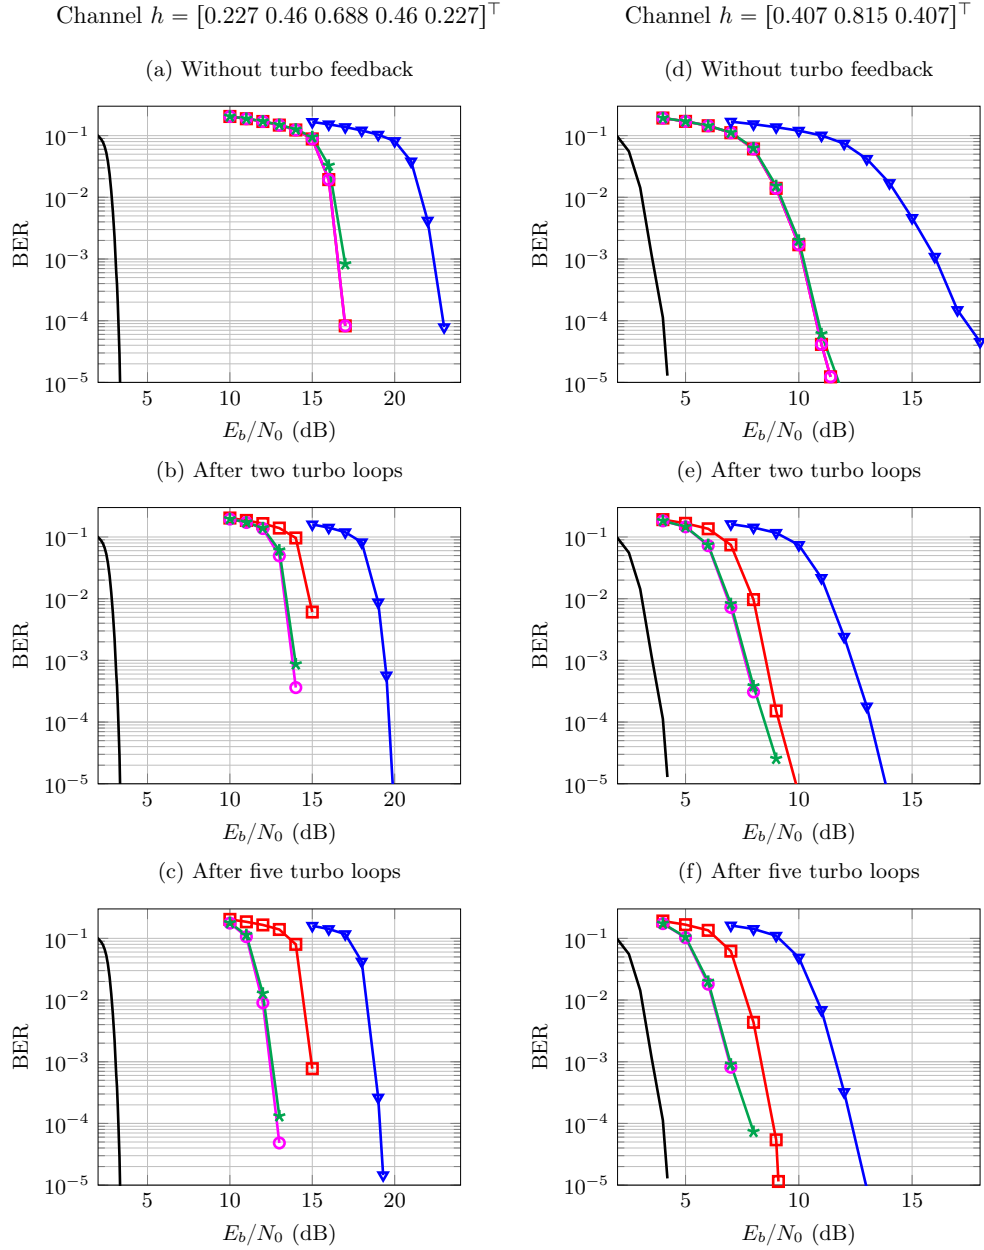 Channel h = [0.227 0.46 0.688 0.46 0.227]⊤
Channel h = [0.407 0.815 0.407]⊤
(a) Without turbo feedback
10⁻¹
10⁻²
10⁻³
10⁻⁴
10⁻⁵
BER
5 10 15 20
E_b/N_0 (dB)
(d) Without turbo feedback
10⁻¹
10⁻²
10⁻³
10⁻⁴
10⁻⁵
BER
5 10 15
E_b/N_0 (dB)
(b) After two turbo loops
10⁻¹
10⁻²
10⁻³
10⁻⁴
10⁻⁵
BER
5 10 15 20
E_b/N_0 (dB)
(e) After two turbo loops
10⁻¹
10⁻²
10⁻³
10⁻⁴
10⁻⁵
BER
5 10 15
E_b/N_0 (dB)
(c) After five turbo loops
10⁻¹
10⁻²
10⁻³
10⁻⁴
10⁻⁵
BER
5 10 15 20
E_b/N_0 (dB)
(f) After five turbo loops
10⁻¹
10⁻²
10⁻³
10⁻⁴
10⁻⁵
BER
5 10 15
E_b/N_0 (dB)